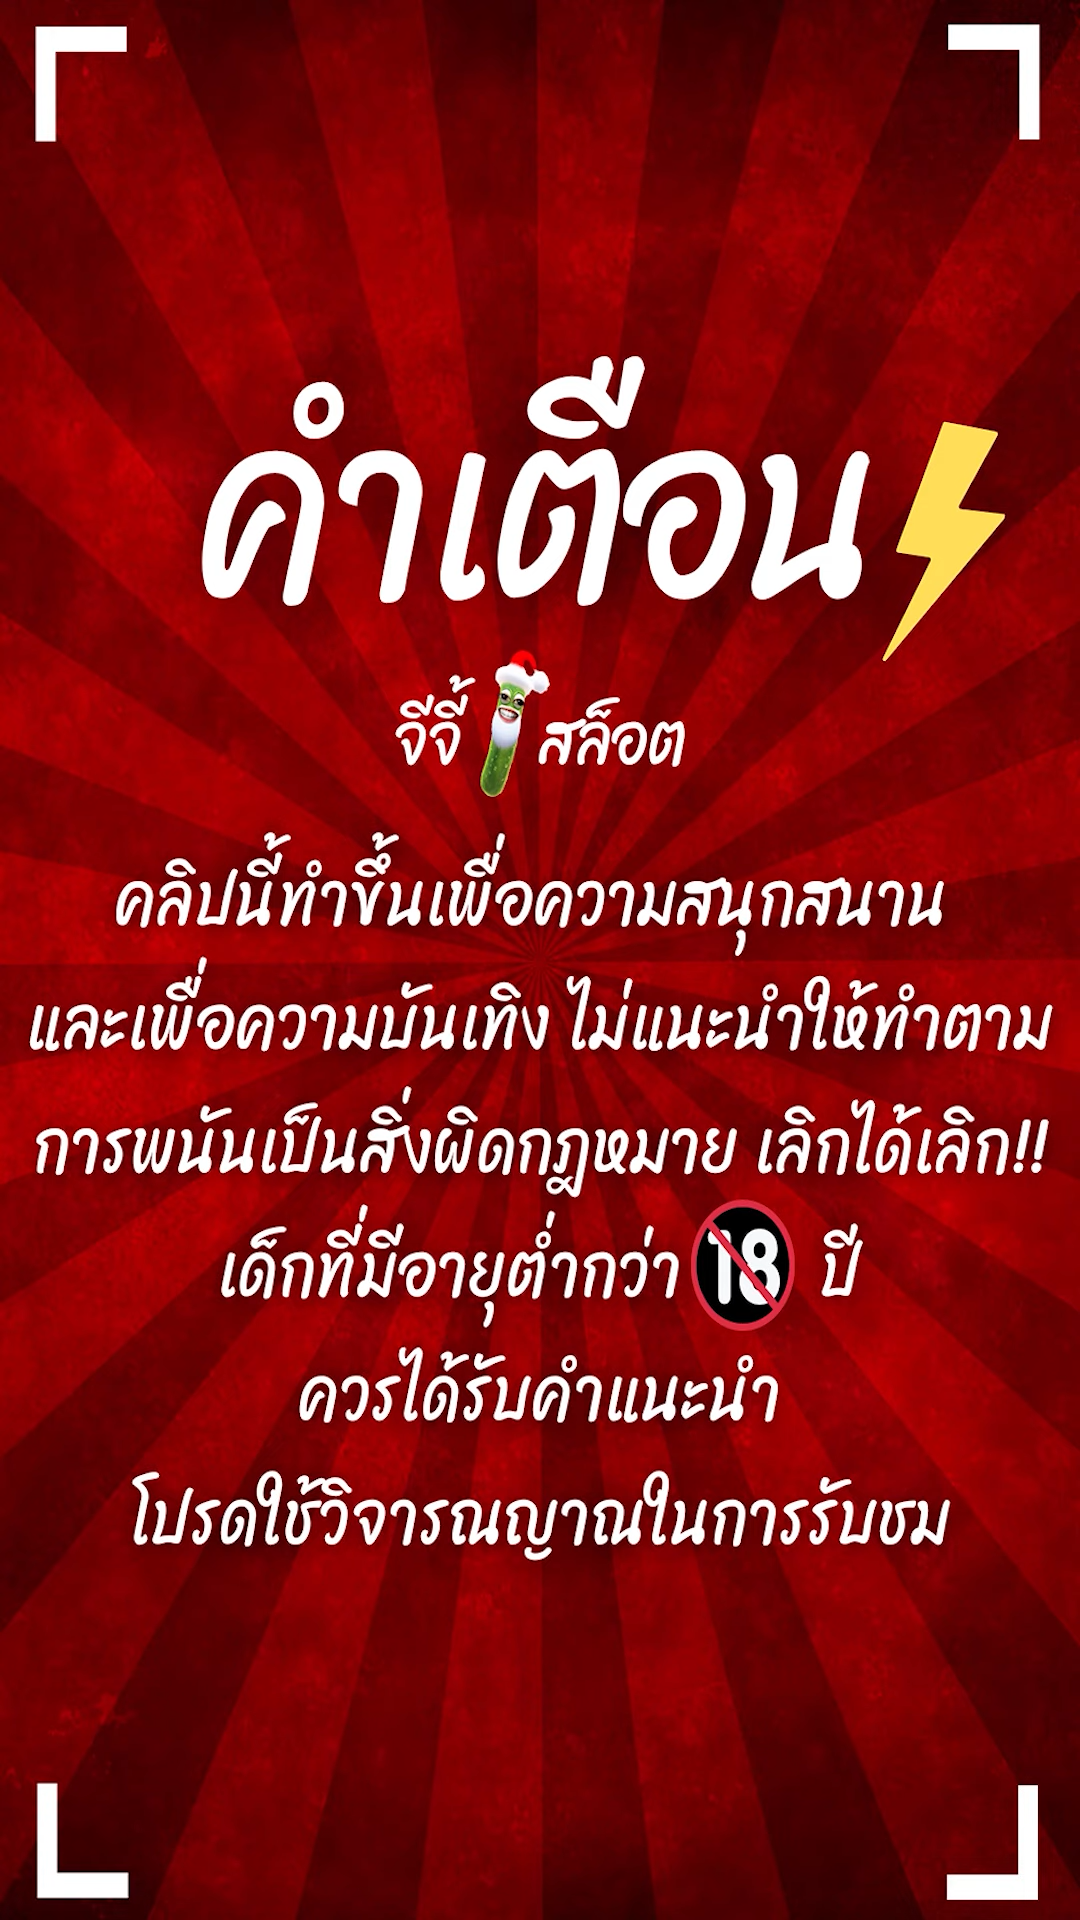 คำเตือน
จีจี้ สล็อต
คลิปนี้ทำขึ้นเพื่อความสนุกสนาน
และเพื่อความบันเทิง ไม่แนะนำให้ทำตาม
การพนันเป็นสิ่งผิดกฎหมาย เลิกได้เลิก!!
เด็กที่มีอายุต่ำกว่า 18 ปี
ควรได้รับคำแนะนำ
โปรดใช้วิจารณญาณในการรับชม